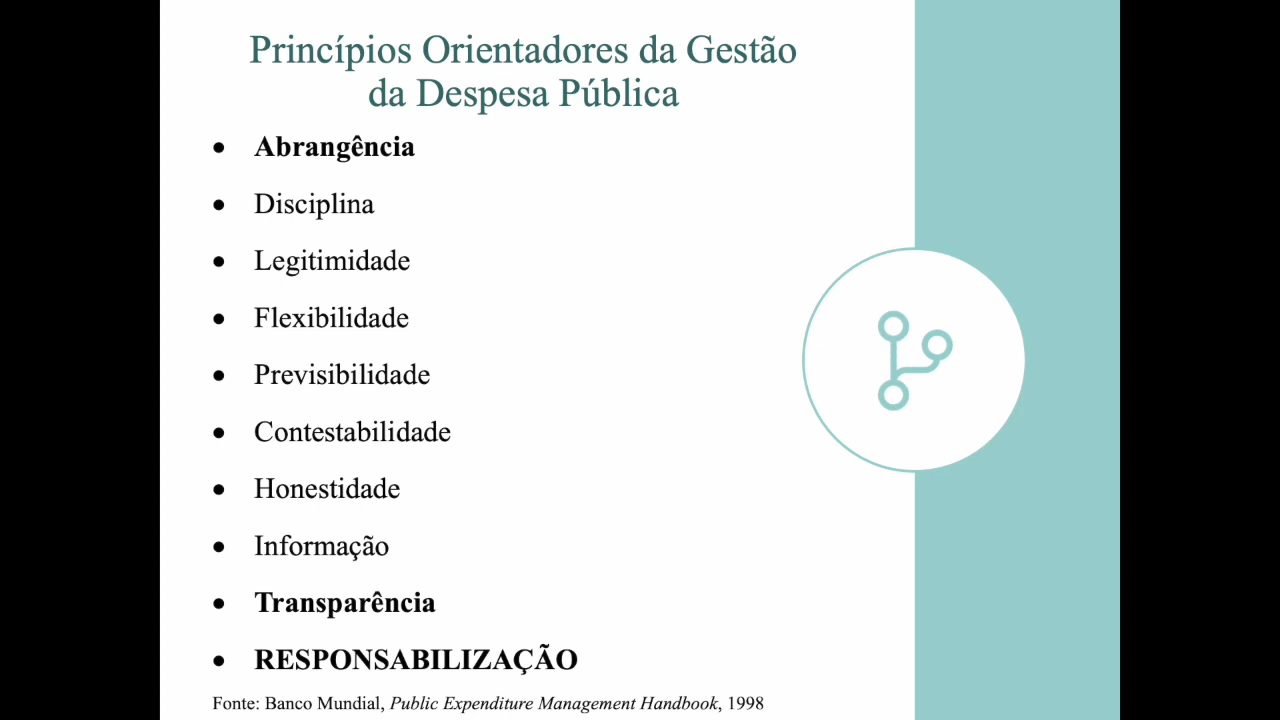 Princípios Orientadores da Gestão
da Despesa Pública
• Abrangência
• Disciplina
• Legitimidade
• Flexibilidade
• Previsibilidade
• Contestabilidade
• Honestidade
• Informação
• Transparência
• RESPONSABILIZAÇÃO
Fonte: Banco Mundial, Public Expenditure Management Handbook, 1998